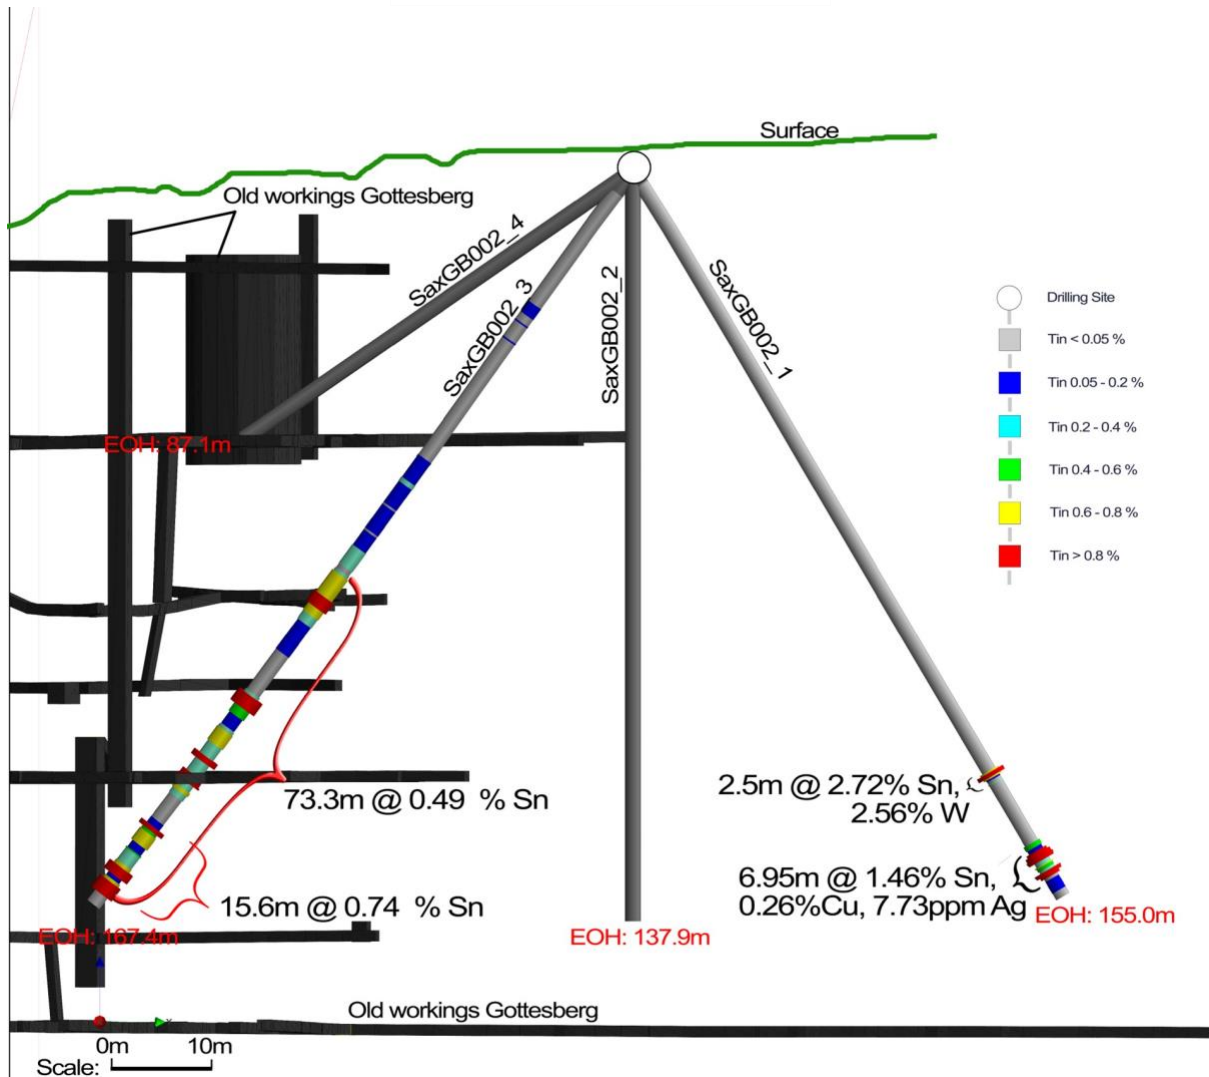 Surface
Old workings Gottesberg
SaxGB002_4
SaxGB002_3
SaxGB002_2
SaxGB002_1
Drilling Site
Tin < 0.05 %
Tin 0.05 - 0.2 %
Tin 0.2 - 0.4 %
Tin 0.4 - 0.6 %
Tin 0.6 - 0.8 %
Tin > 0.8 %
EOH: 87.1m
73.3m @ 0.49 % Sn
2.5m @ 2.72% Sn,
2.56% W
15.6m @ 0.74 % Sn
6.95m @ 1.46% Sn,
0.26%Cu, 7.73ppm Ag
EOH: 155.0m
EOH: 167.4m
EOH: 137.9m
Old workings Gottesberg
0m 10m
Scale: